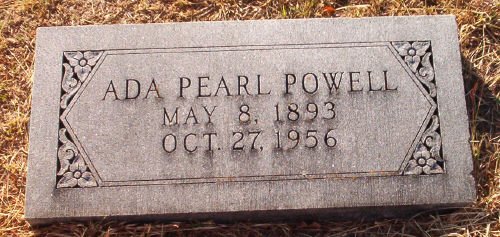 ADA PEARL POWELL
MAY 8, 1893
OCT. 27, 1956